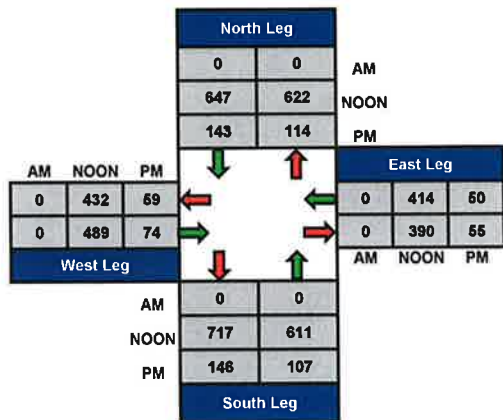 North Leg
0 0 AM
647 622 NOON
143 114 PM
AM NOON PM
East Leg
0 432 59
0 414 50
0 489 74
0 390 55
West Leg
AM NOON PM
AM 0 0
NOON 717 611
PM 146 107
South Leg